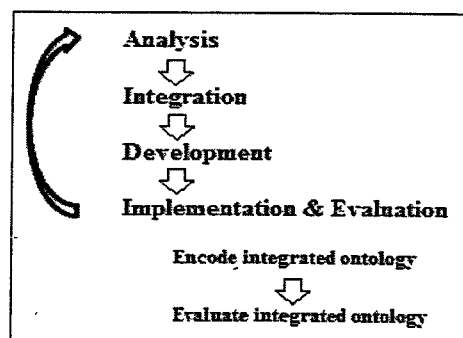 Analysis
Integration
Development
Implementation & Evaluation
Encode integrated ontology
Evaluate integrated ontology